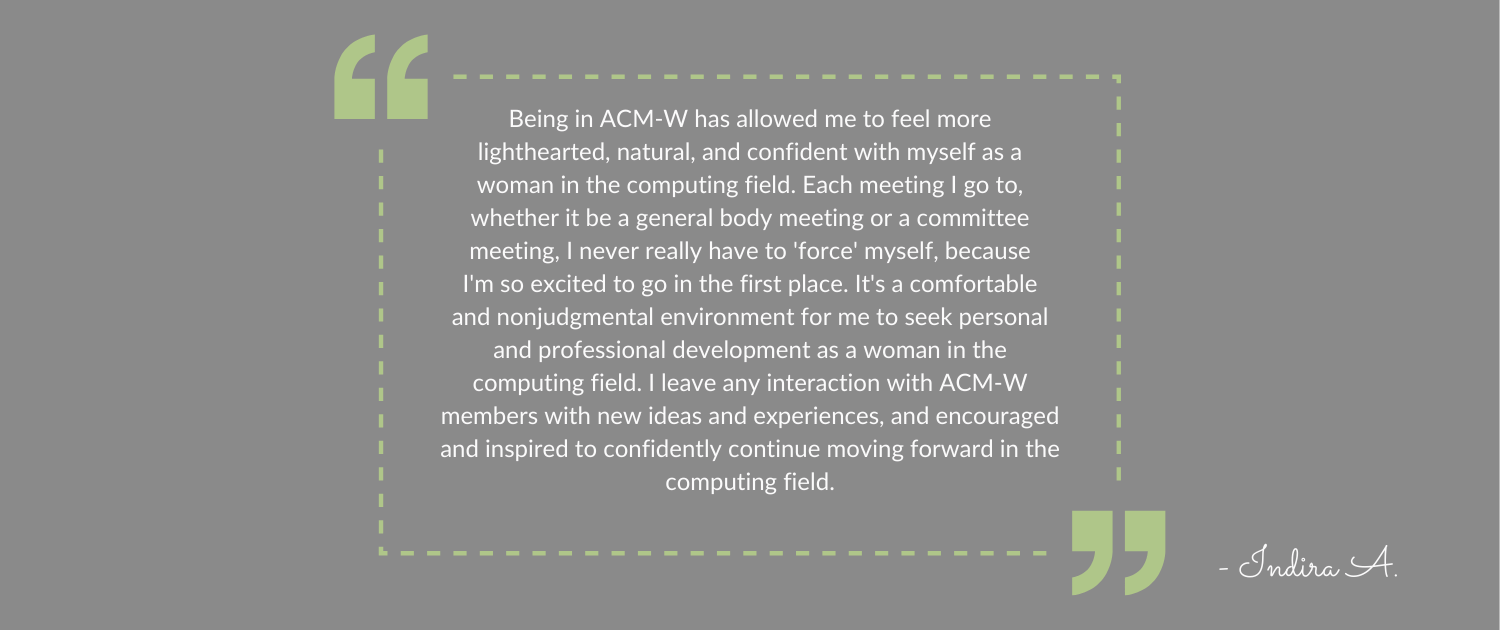 Being in ACM-W has allowed me to feel more
lighthearted, natural, and confident with myself as a
woman in the computing field. Each meeting I go to,
whether it be a general body meeting or a committee
meeting, I never really have to 'force' myself, because
I'm so excited to go in the first place. It's a comfortable
and nonjudgmental environment for me to seek personal
and professional development as a woman in the
computing field. I leave any interaction with ACM-W
members with new ideas and experiences, and encouraged
and inspired to confidently continue moving forward in the
computing field.
- Indira A.